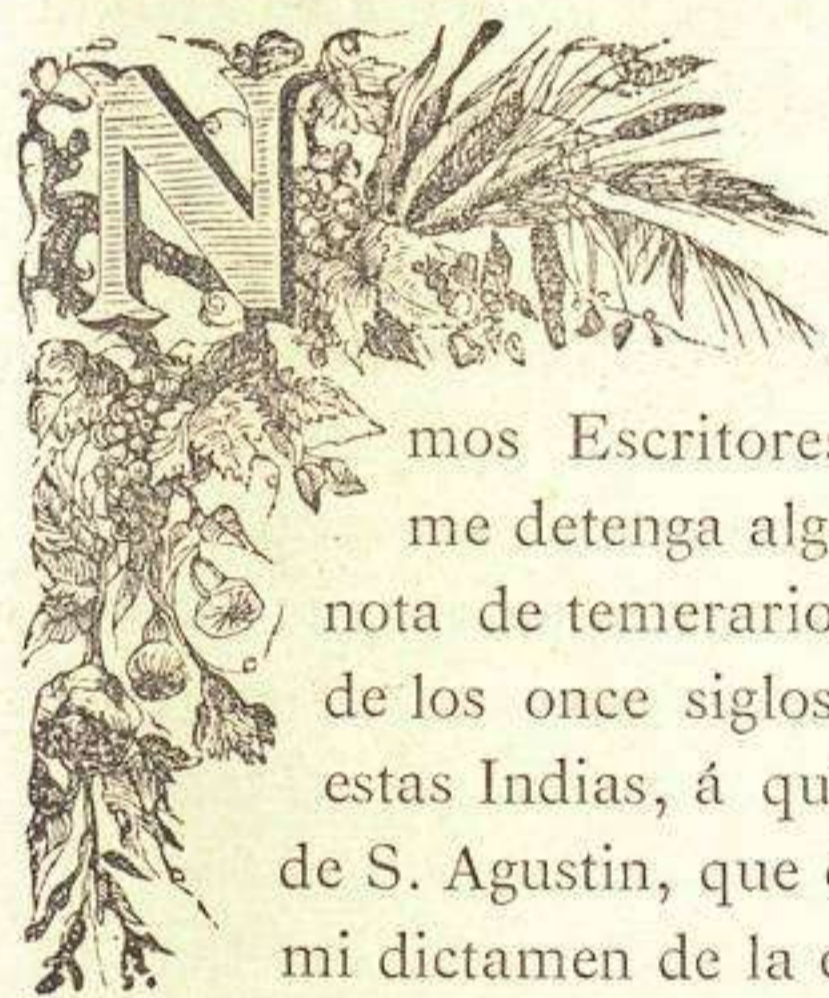 N
mos Escritores
me detenga alg
nota de temerario
de los once siglos
estas Indias, á qu
de S. Agustin, que
mi dictamen de la